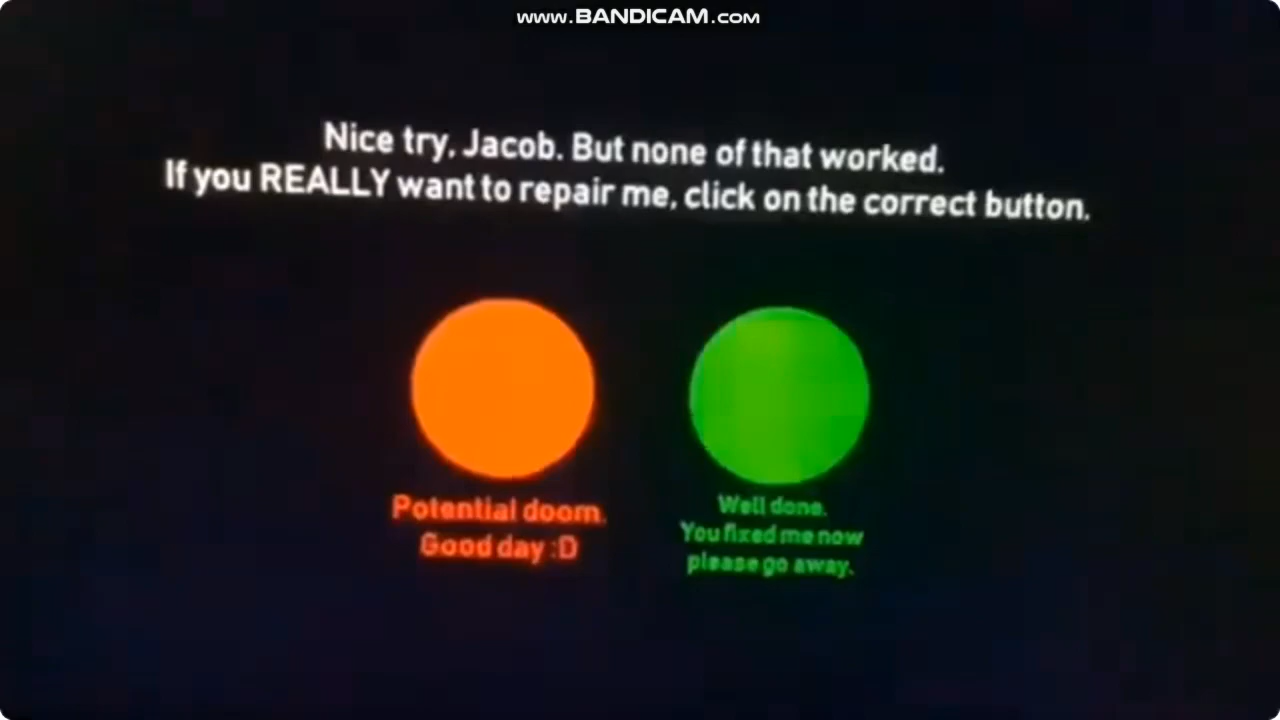 www.BANDICAM.com
Nice try, Jacob. But none of that worked.
If you REALLY want to repair me, click on the correct button.
Potential doom.
Good day :D
Well done.
You fixed me now
please go away.